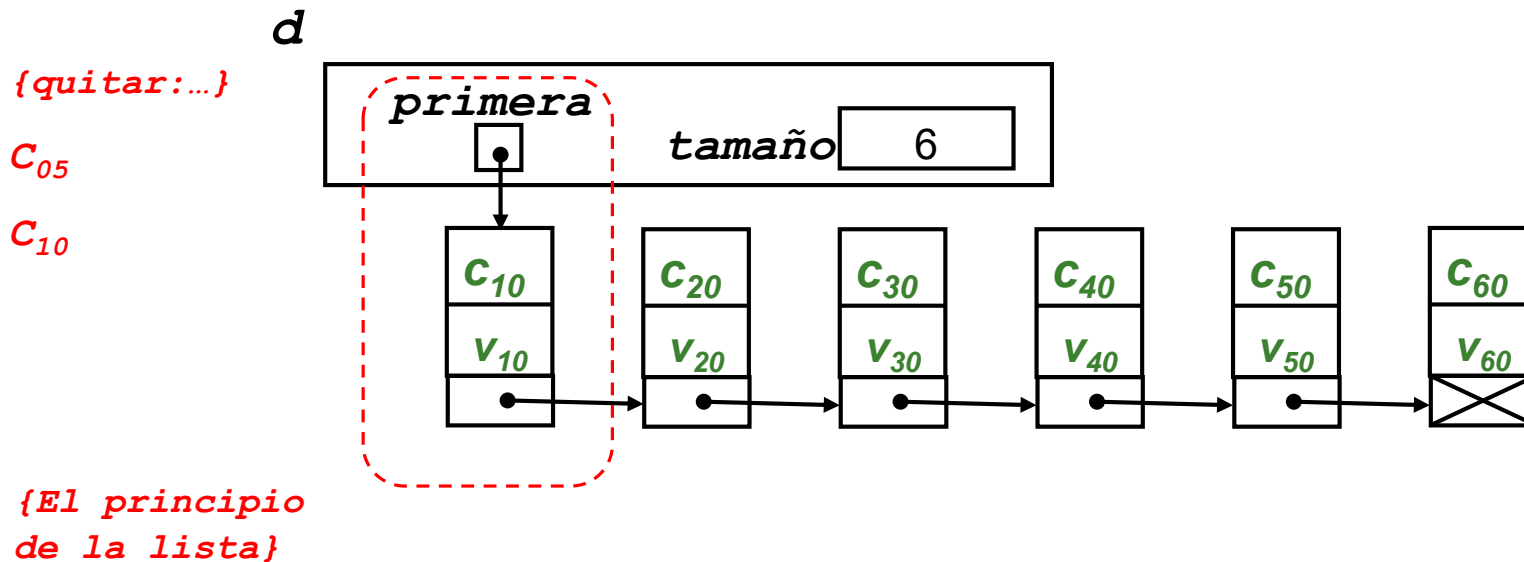 d
{quitar:…}
primera
tamaño 6
C05
C10
c10 c20 c30 c40 c50 c60
v10 v20 v30 v40 v50 v60
{El principio
de la lista}